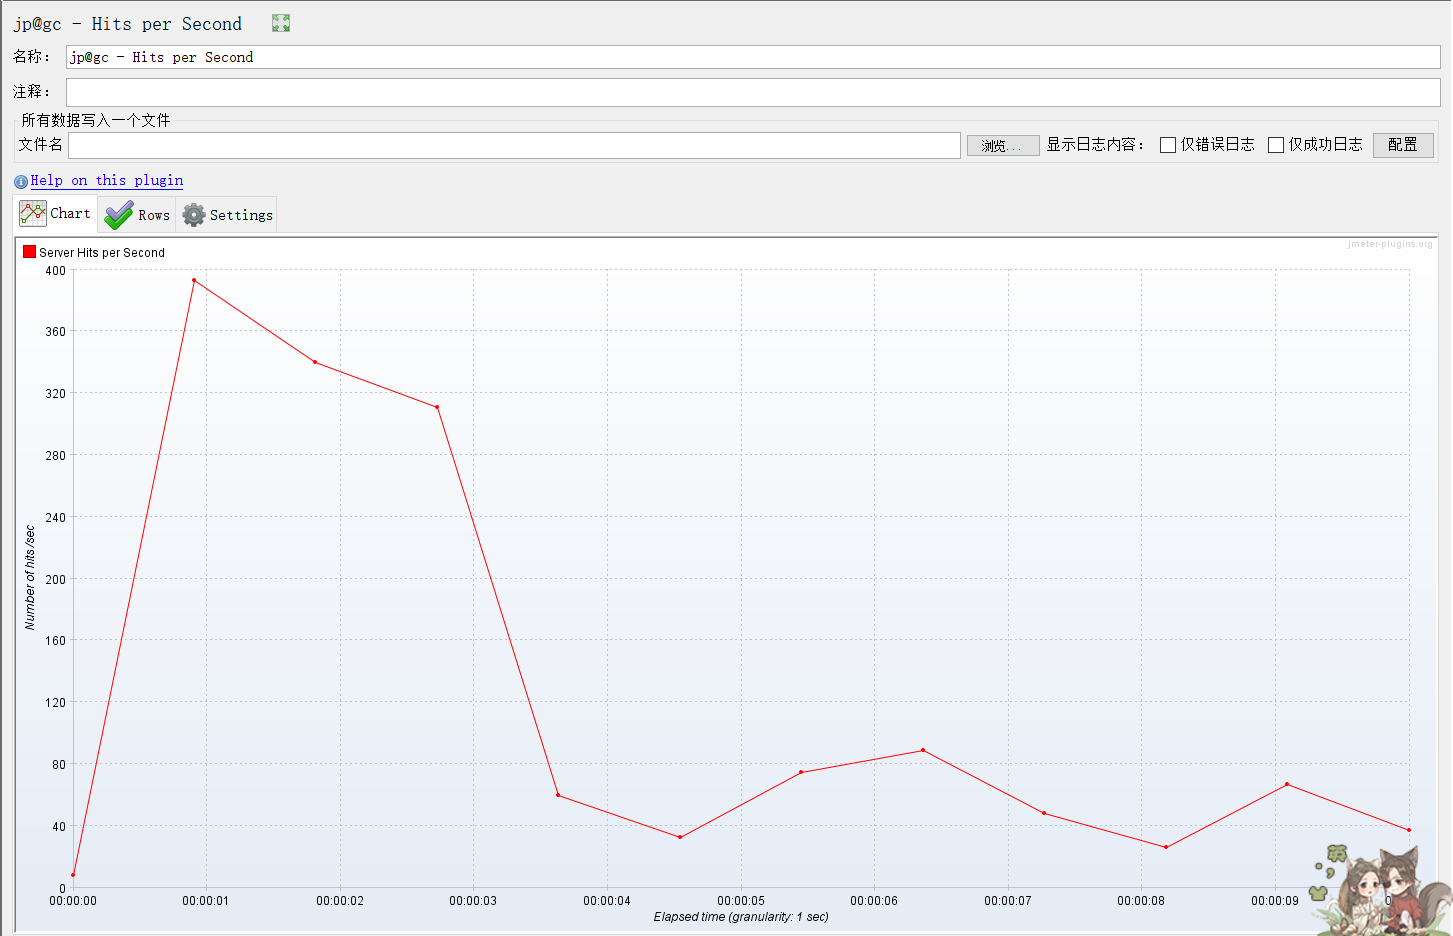 jp@gc - Hits per Second
名称： jp@gc - Hits per Second
注释：
所有数据写入一个文件
文件名 浏览... 显示日志内容： 仅错误日志 仅成功日志 配置
Help on this plugin
Chart Rows Settings
jmeter-plugins.org
Server Hits per Second
400
360
320
280
240
200
160
120
80
40
0
Number of hits /sec
00:00:00 00:00:01 00:00:02 00:00:03 00:00:04 00:00:05 00:00:06 00:00:07 00:00:08 00:00:09
Elapsed time (granularity: 1 sec)
英